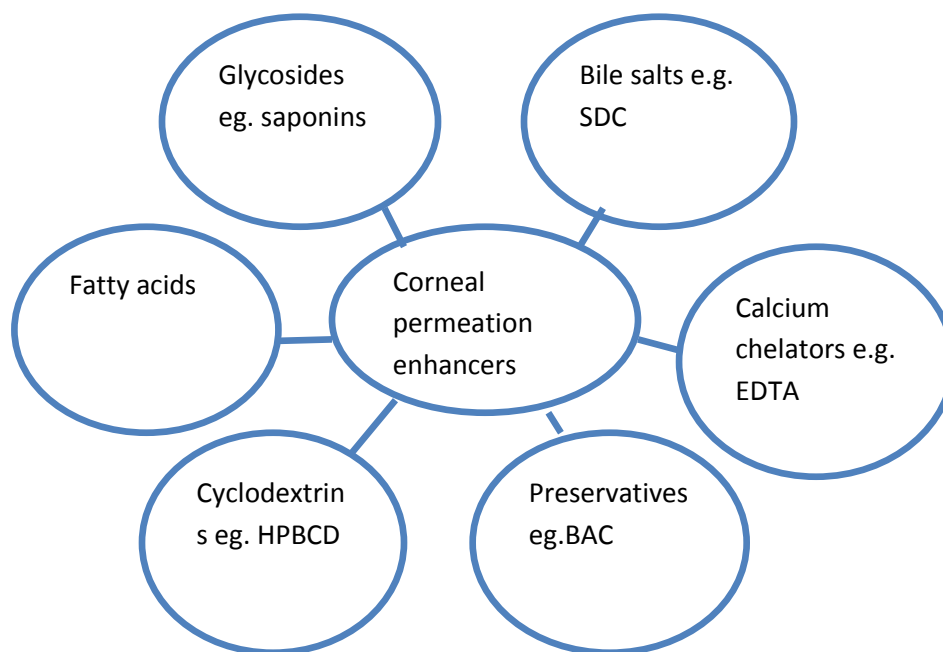 Glycosides
eg. saponins
Bile salts e.g.
SDC
Fatty acids
Corneal
permeation
enhancers
Calcium
chelators e.g.
EDTA
Cyclodextrin
s eg. HPBCD
Preservatives
eg.BAC